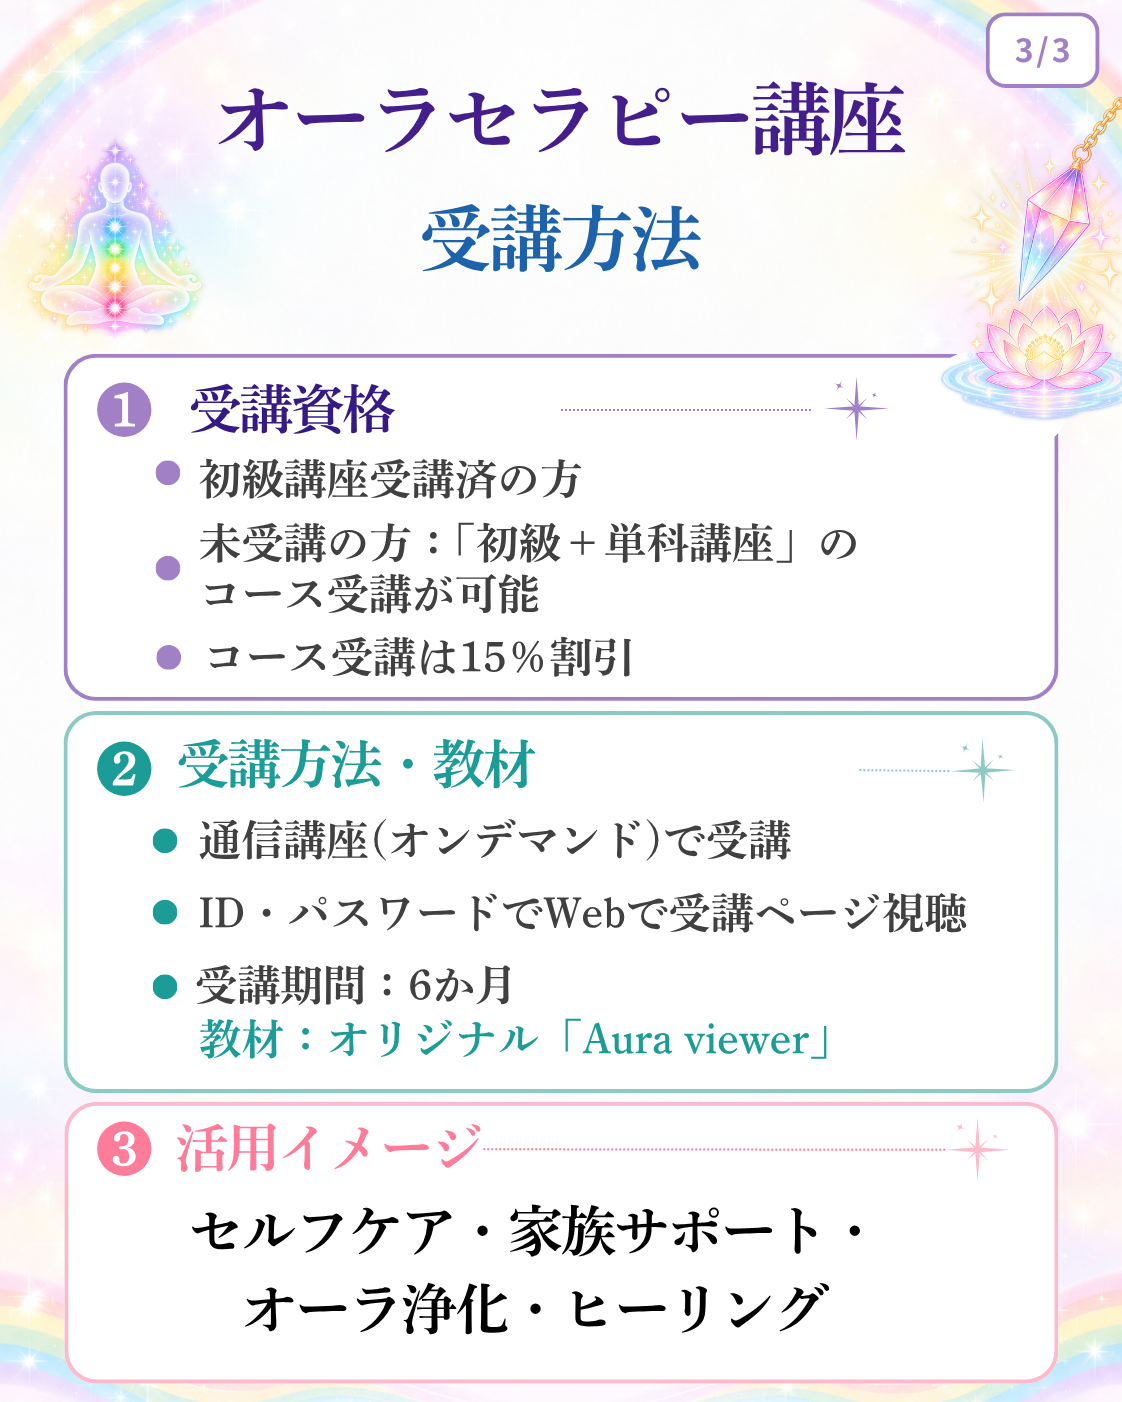 3/3
オーラセラピー講座
受講方法
1 受講資格
初級講座受講済の方
未受講の方：「初級＋単科講座」の
コース受講が可能
コース受講は15％割引
2 受講方法・教材
通信講座(オンデマンド)で受講
ID・パスワードでWebで受講ページ視聴
受講期間：6か月
教材：オリジナル「Aura viewer」
3 活用イメージ
セルフケア・家族サポート・
オーラ浄化・ヒーリング